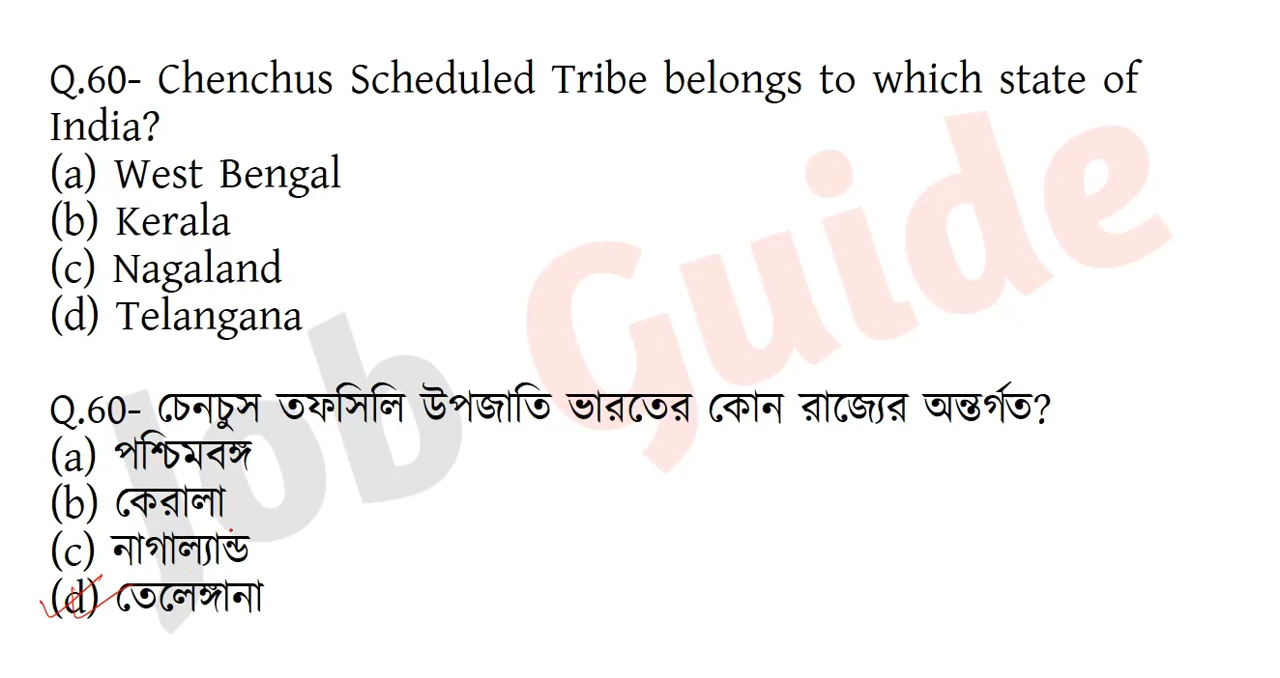 Q.60- Chenchus Scheduled Tribe belongs to which state of
India?
(a) West Bengal
(b) Kerala
(c) Nagaland
(d) Telangana
Q.60- চেনচুস তফসিলি উপজাতি ভারতের কোন রাজ্যের অন্তর্গত?
(a) পশ্চিমবঙ্গ
(b) কেরালা
(c) নাগাল্যান্ড
(d) তেলেঙ্গানা
Job Guide